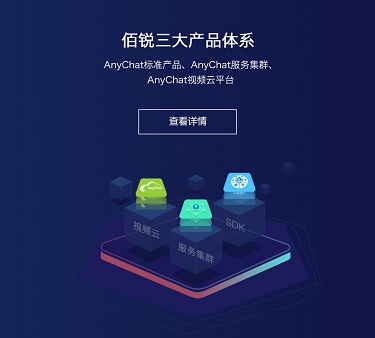 佰锐三大产品体系
AnyChat标准产品、AnyChat服务集群、
AnyChat视频云平台
查看详情
AnyChat
视频云
服务集群
SDK